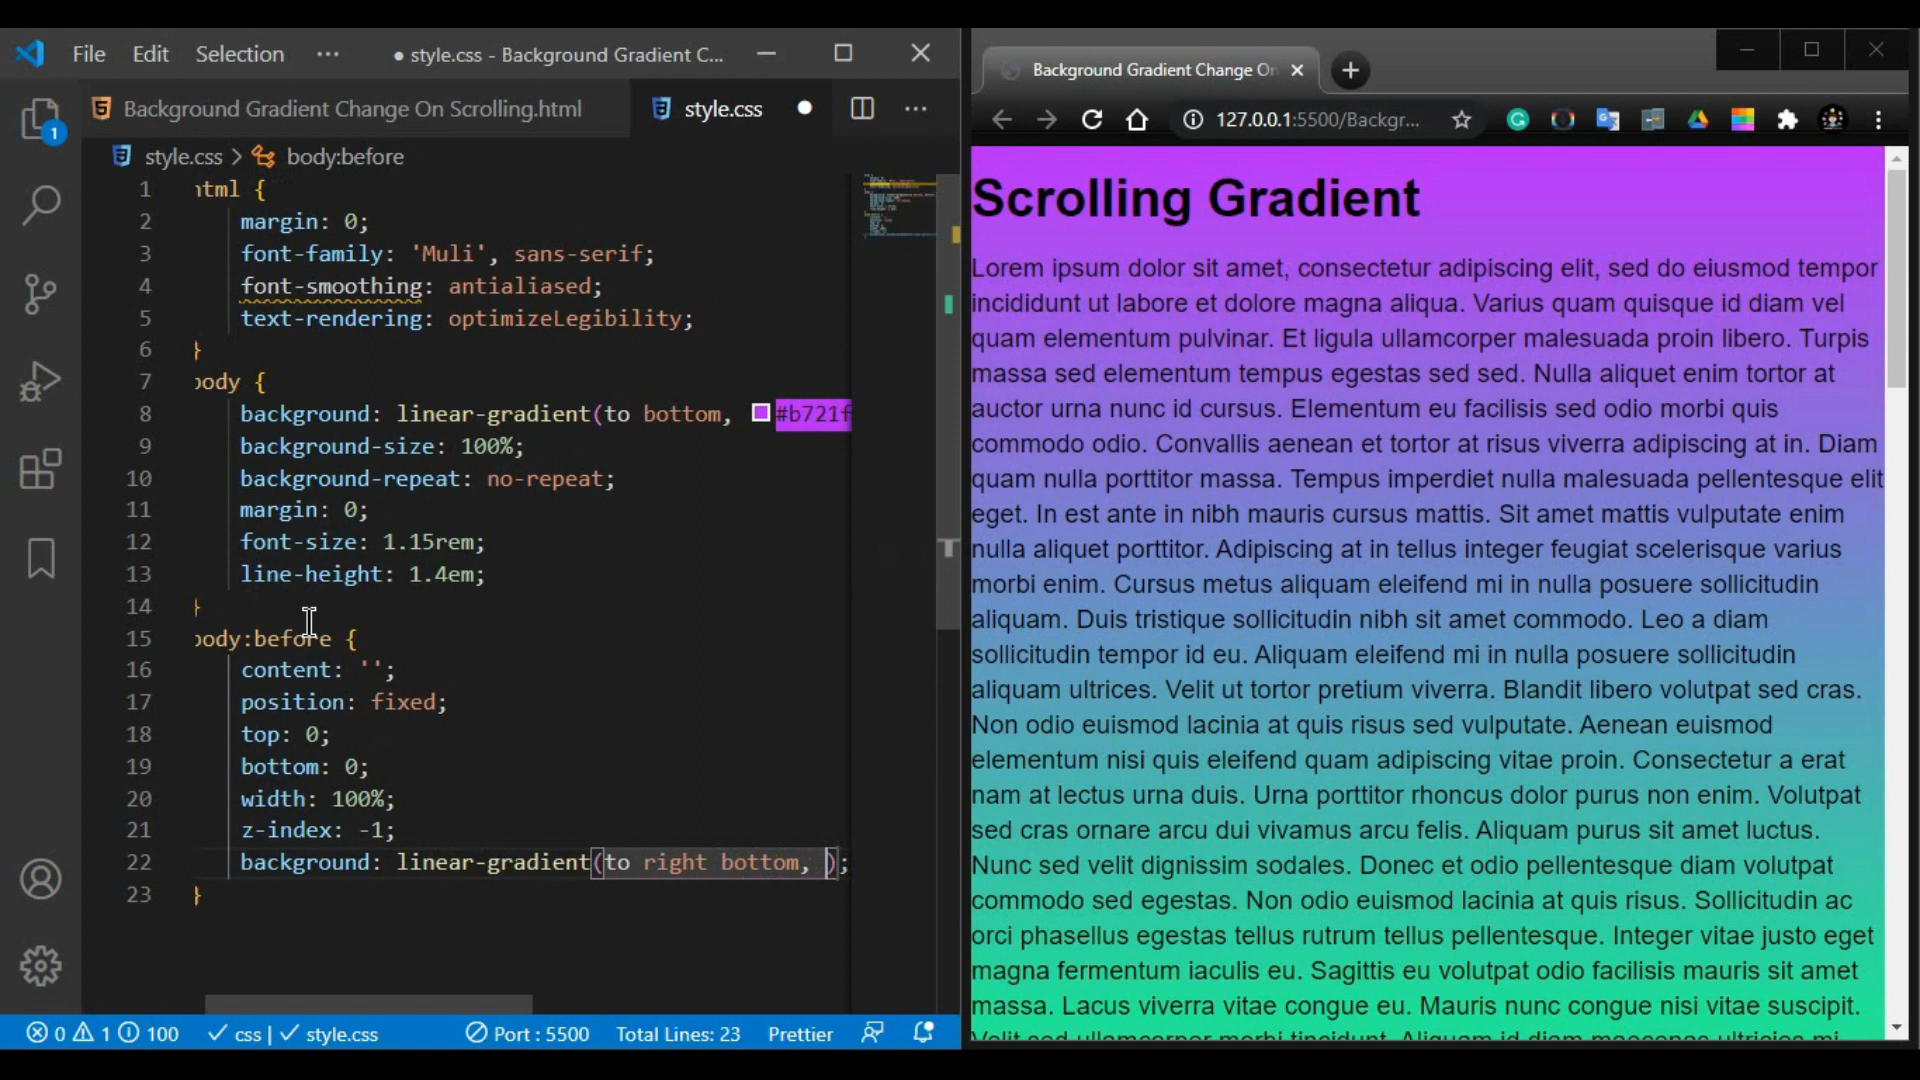 File Edit Selection ··· ● style.css - Background Gradient C...
Background Gradient Change On Scrolling.html style.css ● ···
style.css > body:before
1 html {
2 margin: 0;
3 font-family: 'Muli', sans-serif;
4 font-smoothing: antialiased;
5 text-rendering: optimizeLegibility;
6 }
7 body {
8 background: linear-gradient(to bottom, #b721f
9 background-size: 100%;
10 background-repeat: no-repeat;
11 margin: 0;
12 font-size: 1.15rem;
13 line-height: 1.4em;
14 }
15 body:before {
16 content: '';
17 position: fixed;
18 top: 0;
19 bottom: 0;
20 width: 100%;
21 z-index: -1;
22 background: linear-gradient(to right bottom, );
23 }
1
0 1 100 css | style.css Port : 5500 Total Lines: 23 Prettier
Background Gradient Change On
127.0.0.1:5500/Backgr...
Scrolling Gradient
Lorem ipsum dolor sit amet, consectetur adipiscing elit, sed do eiusmod tempor
incididunt ut labore et dolore magna aliqua. Varius quam quisque id diam vel
quam elementum pulvinar. Et ligula ullamcorper malesuada proin libero. Turpis
massa sed elementum tempus egestas sed sed. Nulla aliquet enim tortor at
auctor urna nunc id cursus. Elementum eu facilisis sed odio morbi quis
commodo odio. Convallis aenean et tortor at risus viverra adipiscing at in. Diam
quam nulla porttitor massa. Tempus imperdiet nulla malesuada pellentesque elit
eget. In est ante in nibh mauris cursus mattis. Sit amet mattis vulputate enim
nulla aliquet porttitor. Adipiscing at in tellus integer feugiat scelerisque varius
morbi enim. Cursus metus aliquam eleifend mi in nulla posuere sollicitudin
aliquam. Duis tristique sollicitudin nibh sit amet commodo. Leo a diam
sollicitudin tempor id eu. Aliquam eleifend mi in nulla posuere sollicitudin
aliquam ultrices. Velit ut tortor pretium viverra. Blandit libero volutpat sed cras.
Non odio euismod lacinia at quis risus sed vulputate. Aenean euismod
elementum nisi quis eleifend quam adipiscing vitae proin. Consectetur a erat
nam at lectus urna duis. Urna porttitor rhoncus dolor purus non enim. Volutpat
sed cras ornare arcu dui vivamus arcu felis. Aliquam purus sit amet luctus.
Nunc sed velit dignissim sodales. Donec et odio pellentesque diam volutpat
commodo sed egestas. Non odio euismod lacinia at quis risus. Sollicitudin ac
orci phasellus egestas tellus rutrum tellus pellentesque. Integer vitae justo eget
magna fermentum iaculis eu. Sagittis eu volutpat odio facilisis mauris sit amet
massa. Lacus viverra vitae congue eu. Mauris nunc congue nisi vitae suscipit.
Velit sed ullamcorper morbi tincidunt. Aliquam id diam maecenas ultricies mi